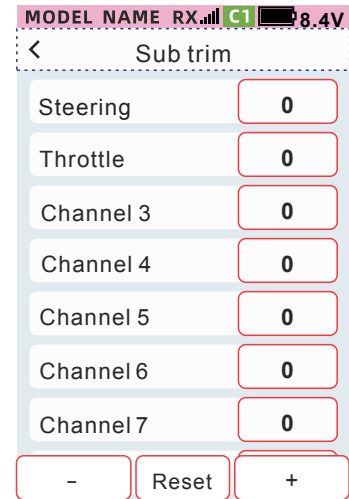 MODEL NAME RX C1 8.4V
< Sub trim
Steering 0
Throttle 0
Channel 3 0
Channel 4 0
Channel 5 0
Channel 6 0
Channel 7 0
- Reset +